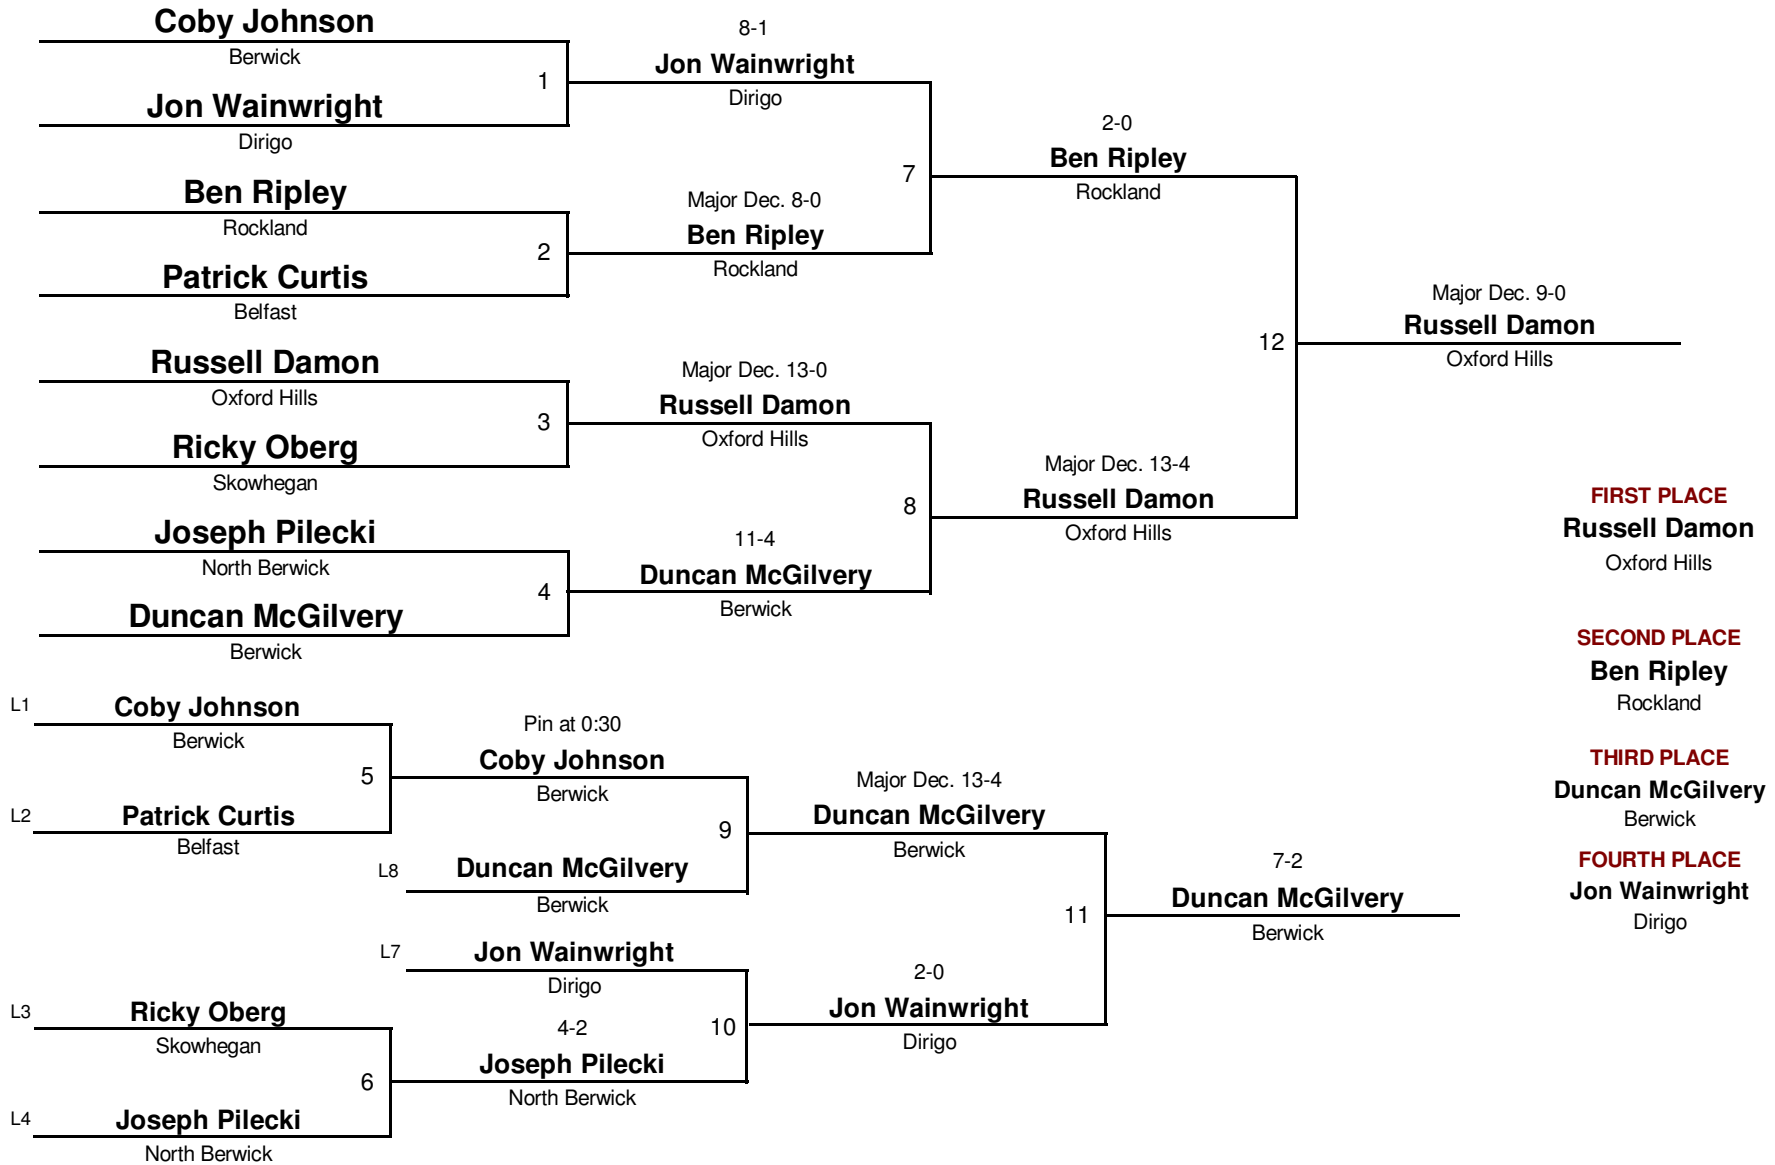 Coby Johnson
Berwick
1
Jon Wainwright
Dirigo
8-1
Jon Wainwright
Dirigo
Ben Ripley
Rockland
2
Patrick Curtis
Belfast
Major Dec. 8-0
Ben Ripley
Rockland
7
2-0
Ben Ripley
Rockland
Russell Damon
Oxford Hills
3
Ricky Oberg
Skowhegan
Major Dec. 13-0
Russell Damon
Oxford Hills
Joseph Pilecki
North Berwick
4
Duncan McGilvery
Berwick
11-4
Duncan McGilvery
Berwick
8
Major Dec. 13-4
Russell Damon
Oxford Hills
12
Major Dec. 9-0
Russell Damon
Oxford Hills
FIRST PLACE
Russell Damon
Oxford Hills
SECOND PLACE
Ben Ripley
Rockland
THIRD PLACE
Duncan McGilvery
Berwick
FOURTH PLACE
Jon Wainwright
Dirigo
L1
Coby Johnson
Berwick
5
L2
Patrick Curtis
Belfast
Pin at 0:30
Coby Johnson
Berwick
9
L8
Duncan McGilvery
Berwick
Major Dec. 13-4
Duncan McGilvery
Berwick
L7
Jon Wainwright
Dirigo
L3
Ricky Oberg
Skowhegan
6
L4
Joseph Pilecki
North Berwick
4-2
Joseph Pilecki
North Berwick
10
2-0
Jon Wainwright
Dirigo
11
7-2
Duncan McGilvery
Berwick